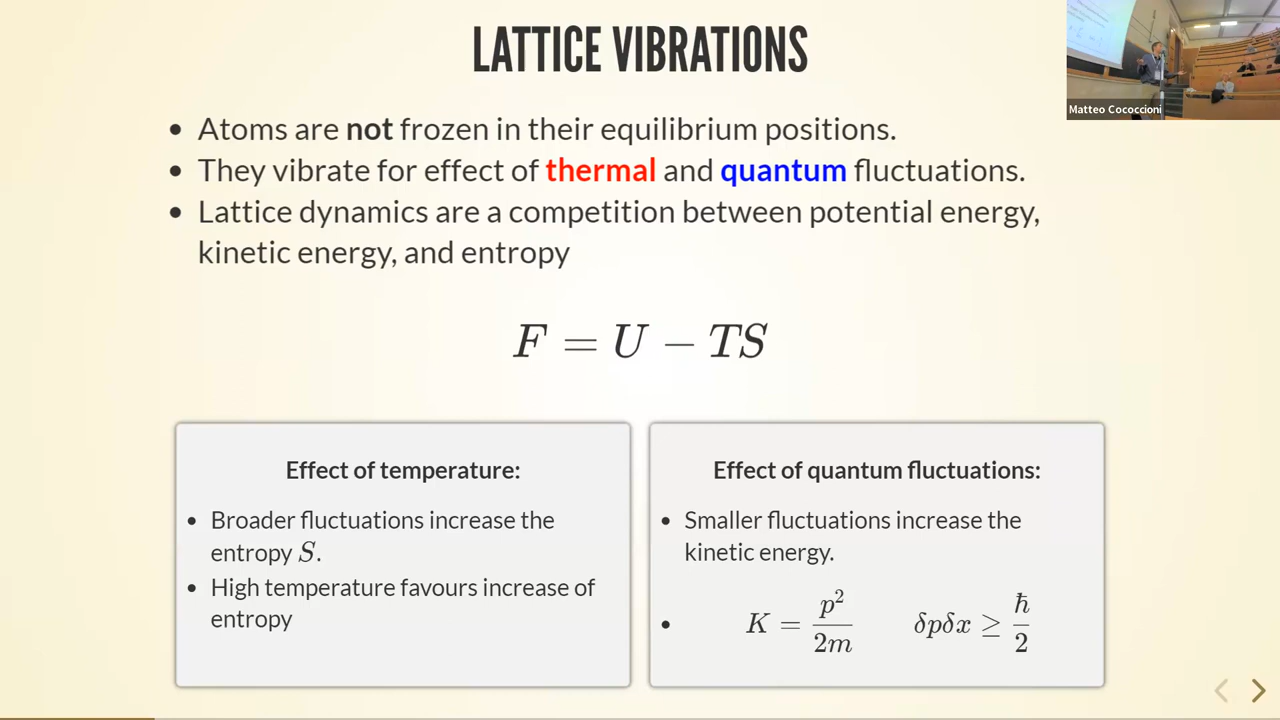 LATTICE VIBRATIONS
Matteo Cococcioni
• Atoms are not frozen in their equilibrium positions.
• They vibrate for effect of thermal and quantum fluctuations.
• Lattice dynamics are a competition between potential energy,
kinetic energy, and entropy
F = U − TS
Effect of temperature:
• Broader fluctuations increase the
entropy S.
• High temperature favours increase of
entropy
Effect of quantum fluctuations:
• Smaller fluctuations increase the
kinetic energy.
• K = p²/2m δpδx ≥ ħ/2